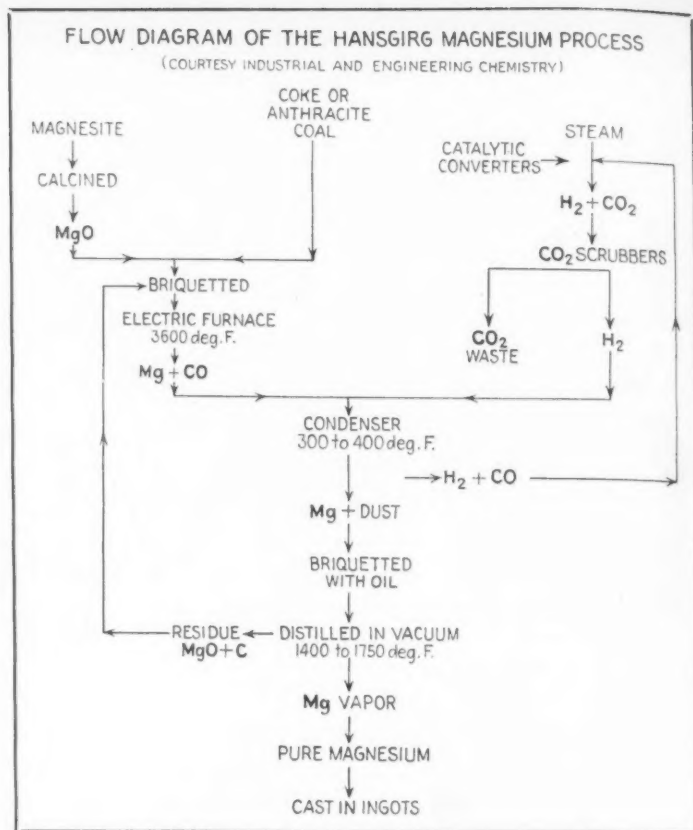 FLOW DIAGRAM OF THE HANSGIRG MAGNESIUM PROCESS
(COURTESY INDUSTRIAL AND ENGINEERING CHEMISTRY)
MAGNESITE
CALCINED
MgO
COKE OR
ANTHRACITE
COAL
STEAM
CATALYTIC
CONVERTERS
H₂ + CO₂
CO₂ SCRUBBERS
CO₂
WASTE
H₂
BRIQUETTED
ELECTRIC FURNACE
3600 deg. F.
Mg + CO
CONDENSER
300 to 400 deg. F.
H₂ + CO
Mg + DUST
BRIQUETTED
WITH OIL
RESIDUE
MgO + C
DISTILLED IN VACUUM
1400 to 1750 deg. F.
Mg VAPOR
PURE MAGNESIUM
CAST IN INGOTS